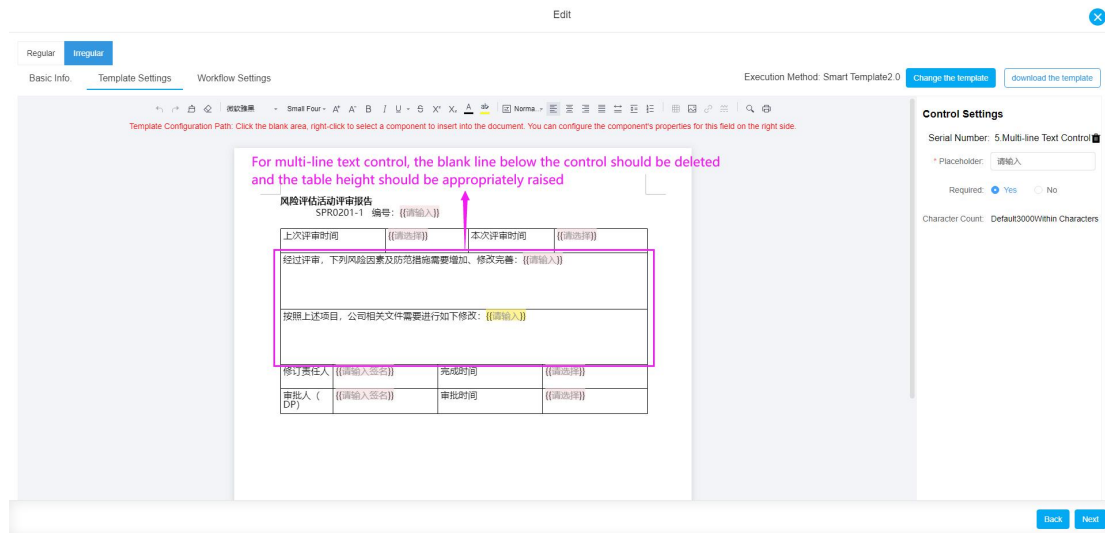 Edit
Regular Irregular
Basic Info. Template Settings Workflow Settings Execution Method: Smart Template2.0 Change the template download the template
微软雅黑 Small Four A+ A- B I U S X² X₂ A ab Norma..
Template Configuration Path: Click the blank area, right-click to select a component to insert into the document. You can configure the component's properties for this field on the right side.
For multi-line text control, the blank line below the control should be deleted
and the table height should be appropriately raised
风险评估活动评审报告
SPR0201-1 编号：{{请输入}}
上次评审时间 {{请选择}} 本次评审时间 {{请选择}}
经过评审，下列风险因素及防范措施需要增加、修改完善：{{请输入}}
按照上述项目，公司相关文件需要进行如下修改：{{请输入}}
修订责任人 {{请输入签名}} 完成时间 {{请选择}}
审批人（ {{请输入签名}} 审批时间 {{请选择}}
DP）
Control Settings
Serial Number: 5.Multi-line Text Control
* Placeholder: 请输入
Required: Yes No
Character Count: Default3000Within Characters
Back Next